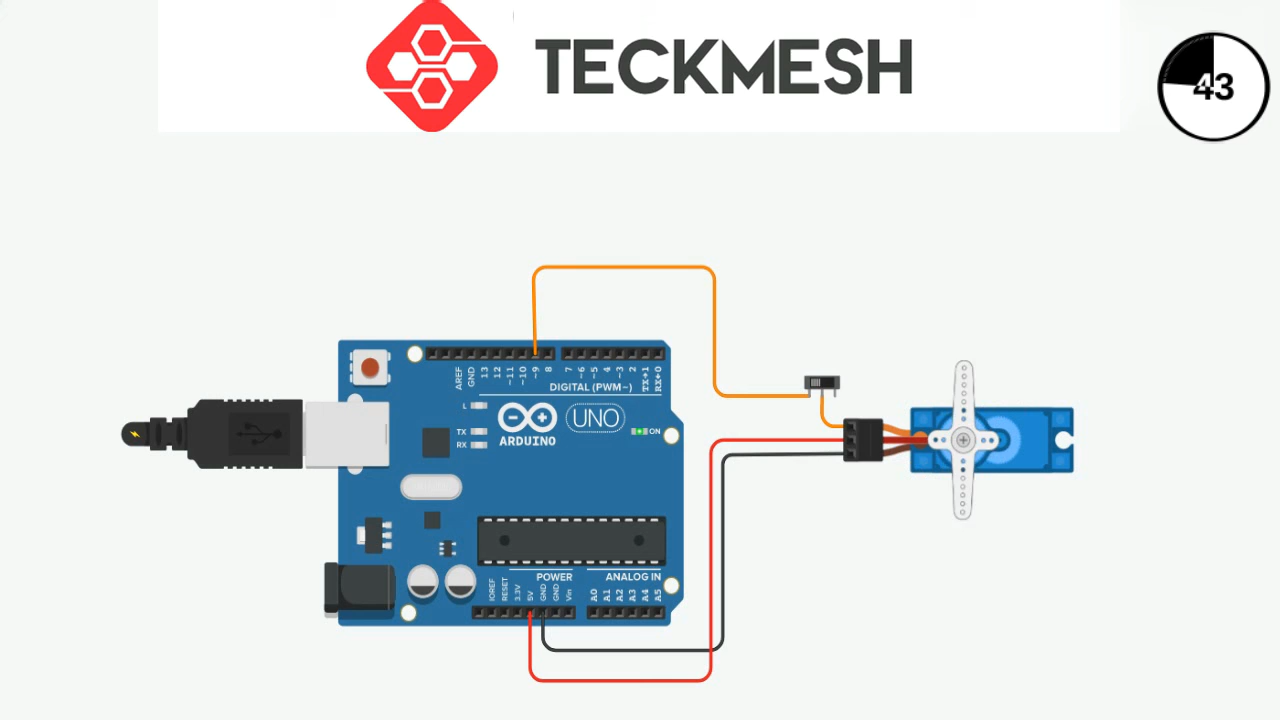 TECKMESH
43
AREF
GND
13
12
~11
~10
~9
8
7
~6
~5
4
~3
2
TX→1
RX←0
DIGITAL (PWM~)
L
TX
RX
ARDUINO
UNO
ON
POWER
ANALOG IN
IOREF
RESET
3.3V
5V
GND
GND
Vin
A0
A1
A2
A3
A4
A5